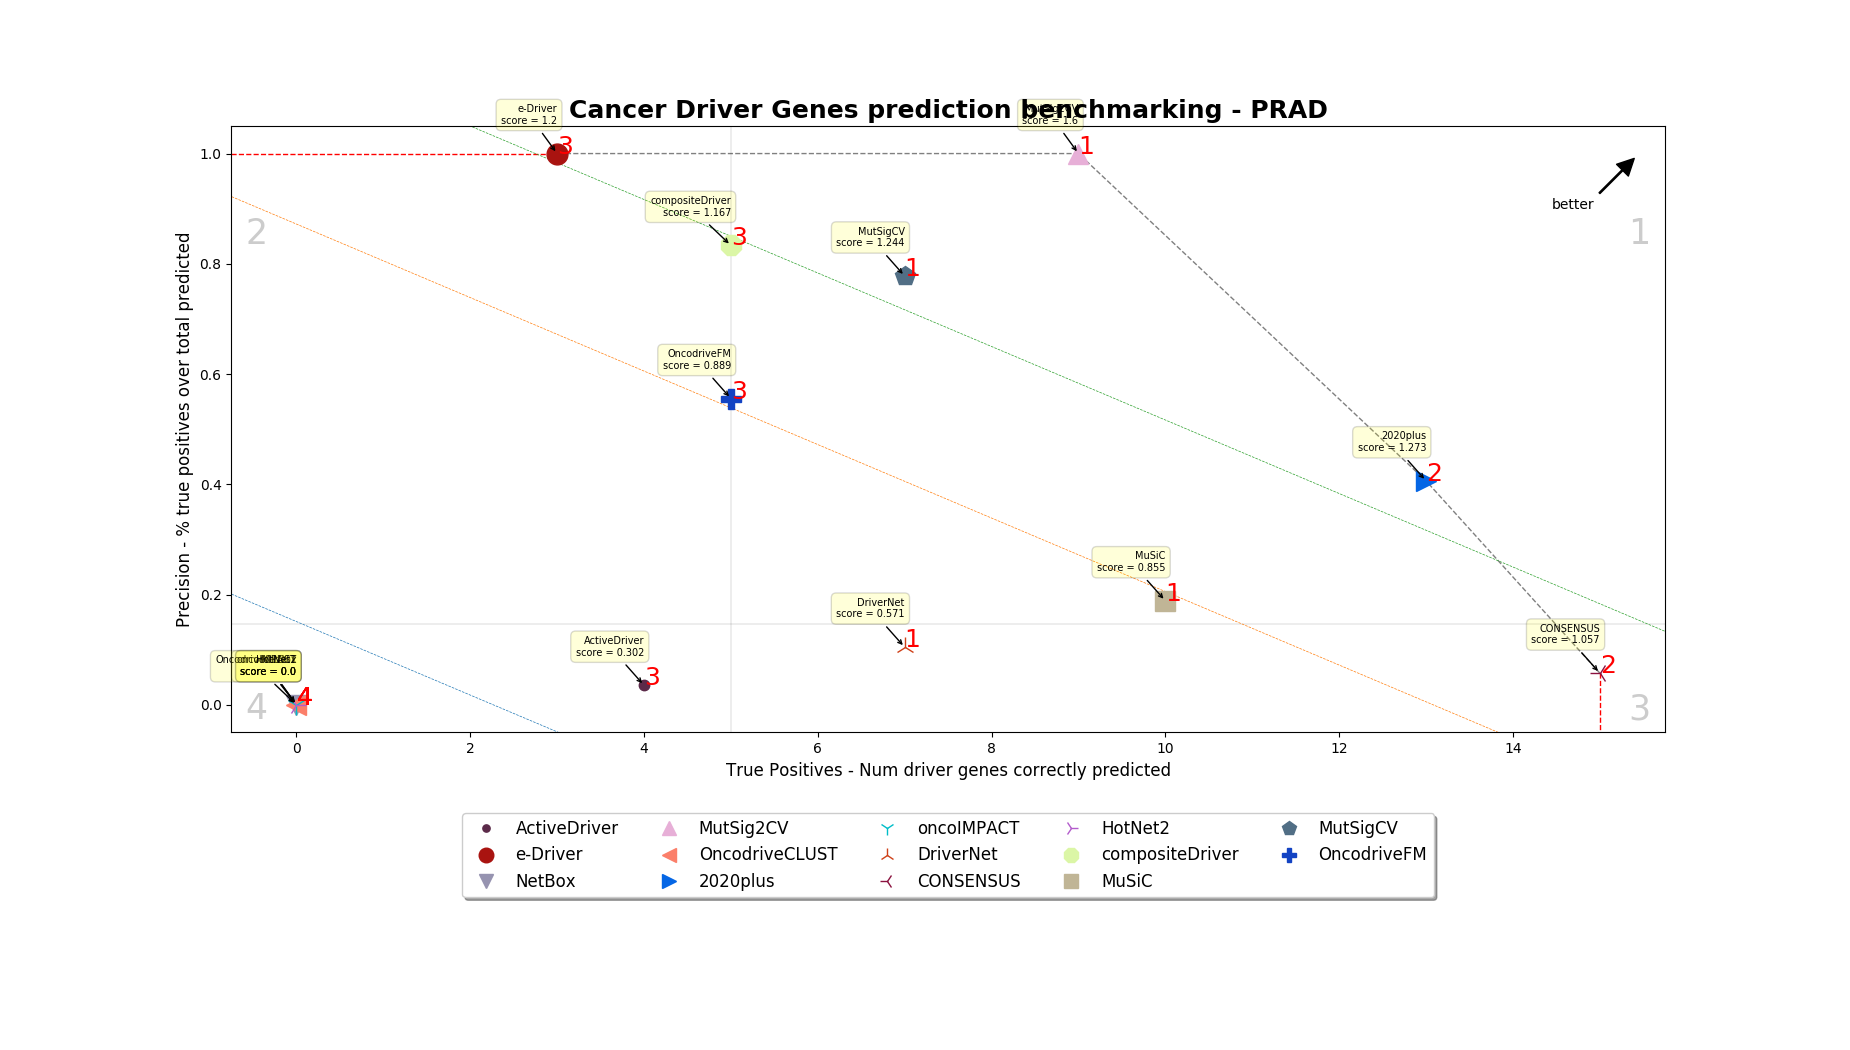 Cancer Driver Genes prediction benchmarking - PRAD
e-Driver
score = 1.2
score = 1.6
3
1
compositeDriver
score = 1.167
3
MutSigCV
score = 1.244
1
better
2
1
OncodriveFM
score = 0.889
3
2020plus
score = 1.273
2
MuSiC
score = 0.855
1
DriverNet
score = 0.571
1
ActiveDriver
score = 0.302
3
CONSENSUS
score = 1.057
2
score = 0.0
4
4
3
1.0
0.8
0.6
0.4
0.2
0.0
Precision - % true positives over total predicted
0 2 4 6 8 10 12 14
True Positives - Num driver genes correctly predicted
ActiveDriver MutSig2CV oncoIMPACT HotNet2 MutSigCV
e-Driver OncodriveCLUST DriverNet compositeDriver OncodriveFM
NetBox 2020plus CONSENSUS MuSiC